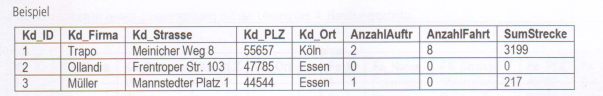 Beispiel
Kd_ID Kd_Firma Kd_Strasse Kd_PLZ Kd_Ort AnzahlAuftr AnzahlFahrt SumStrecke
1 Trapo Meinicher Weg 8 55657 Köln 2 8 3199
2 Ollandi Frentroper Str. 103 47785 Essen 0 0 0
3 Müller Mannstedter Platz 1 44544 Essen 1 0 217